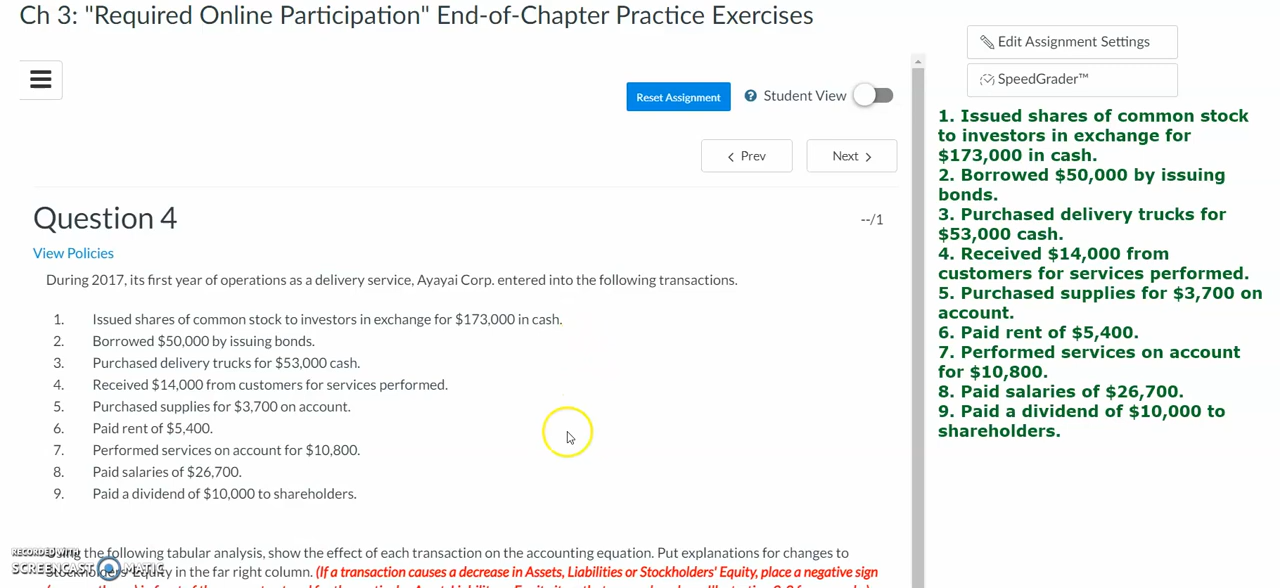 Ch 3: "Required Online Participation" End-of-Chapter Practice Exercises
Edit Assignment Settings
SpeedGrader™
Reset Assignment
Student View
Prev
Next
Question 4
--/1
View Policies
During 2017, its first year of operations as a delivery service, Ayayai Corp. entered into the following transactions.
1. Issued shares of common stock to investors in exchange for $173,000 in cash.
2. Borrowed $50,000 by issuing bonds.
3. Purchased delivery trucks for $53,000 cash.
4. Received $14,000 from customers for services performed.
5. Purchased supplies for $3,700 on account.
6. Paid rent of $5,400.
7. Performed services on account for $10,800.
8. Paid salaries of $26,700.
9. Paid a dividend of $10,000 to shareholders.
the following tabular analysis, show the effect of each transaction on the accounting equation. Put explanations for changes to
Equity in the far right column. (If a transaction causes a decrease in Assets, Liabilities or Stockholders' Equity, place a negative sign
RECORDED WITH
SCREENCAST MATIC
1. Issued shares of common stock
to investors in exchange for
$173,000 in cash.
2. Borrowed $50,000 by issuing
bonds.
3. Purchased delivery trucks for
$53,000 cash.
4. Received $14,000 from
customers for services performed.
5. Purchased supplies for $3,700 on
account.
6. Paid rent of $5,400.
7. Performed services on account
for $10,800.
8. Paid salaries of $26,700.
9. Paid a dividend of $10,000 to
shareholders.